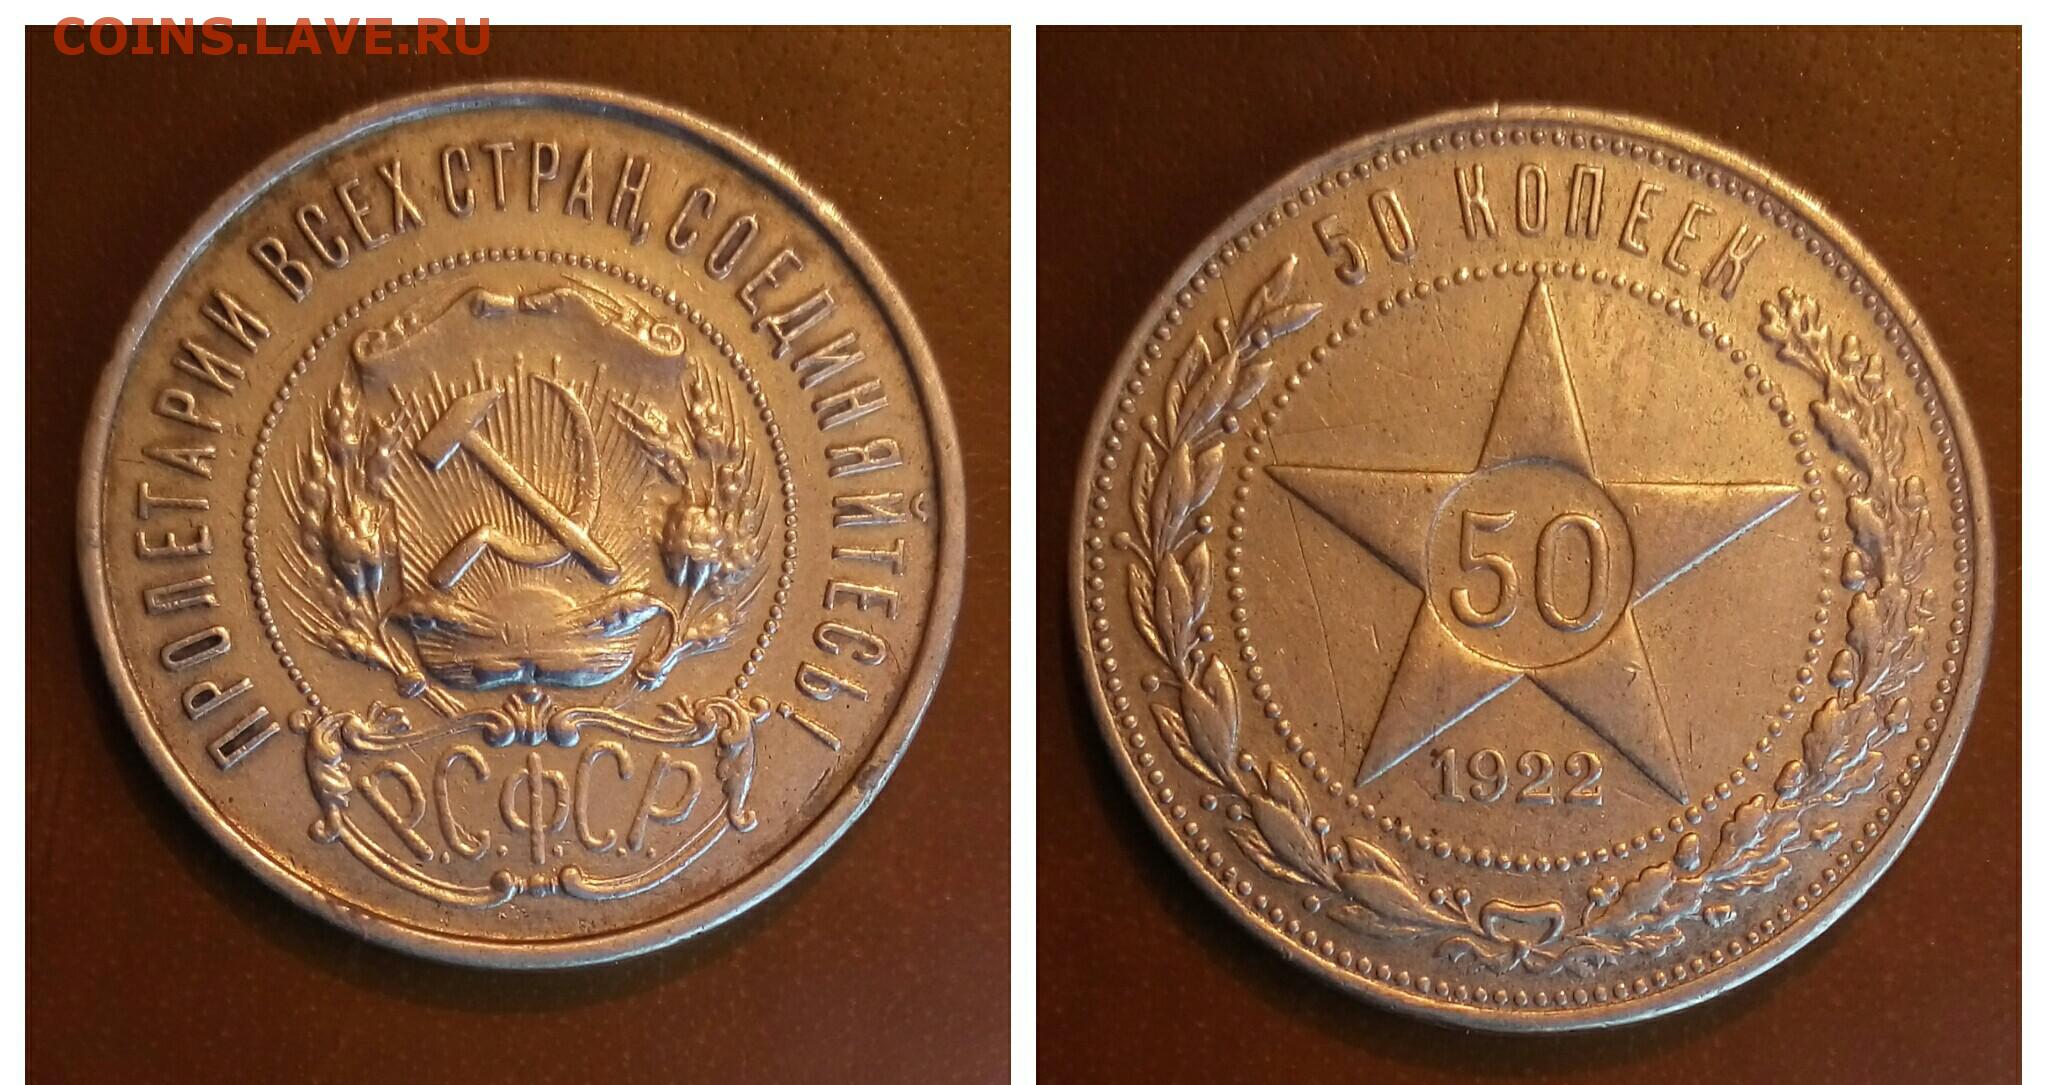 COINS.LAVE.RU
ПРОЛЕТАРИИ ВСЕХ СТРАН, СОЕДИНЯЙТЕСЬ!
Р.С.Ф.С.Р.
50 КОПЕЕК
50
1922